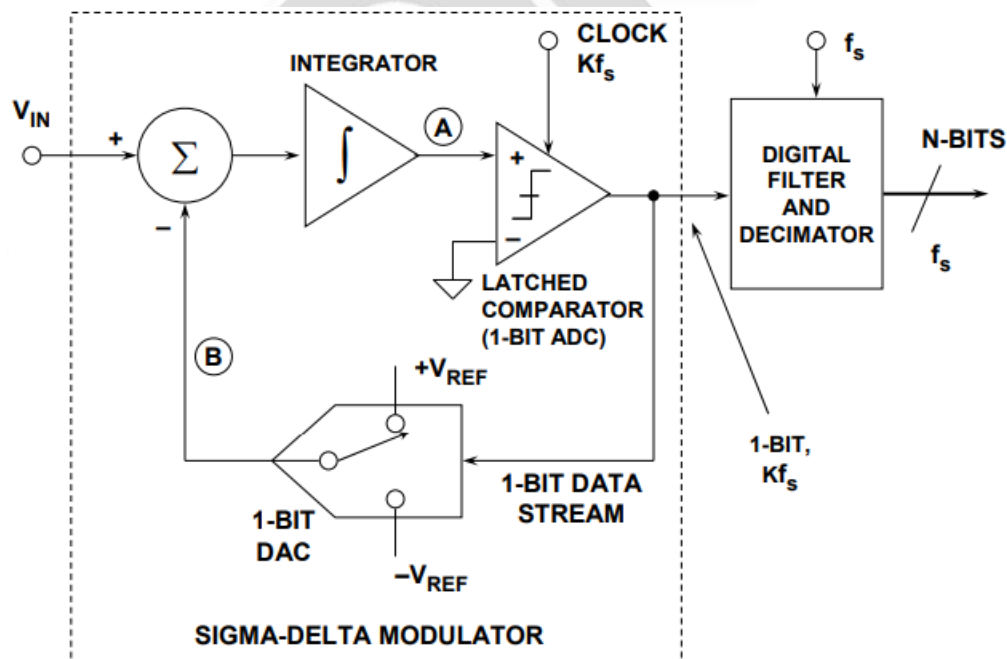 CLOCK
Kfs
fs
INTEGRATOR
VIN
+
Σ
−
∫
A
+
−
LATCHED
COMPARATOR
(1-BIT ADC)
DIGITAL
FILTER
AND
DECIMATOR
N-BITS
fs
B
+VREF
1-BIT DATA
STREAM
1-BIT,
Kfs
1-BIT
DAC
−VREF
SIGMA-DELTA MODULATOR